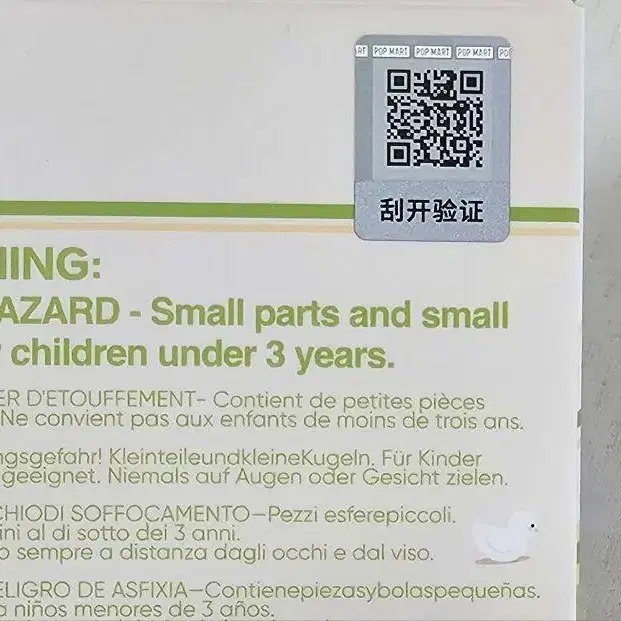 POP MART POP MART POP MART
刮开验证
NING:
AZARD - Small parts and small
children under 3 years.
ER D'ETOUFFEMENT- Contient de petites pièces
Ne convient pas aux enfants de moins de trois ans.
ngsgefahr! KleinteileundkleineKugeln. Für Kinder
geeignet. Niemals auf Augen oder Gesicht zielen.
CHIODI SOFFOCAMENTO—Pezzi esferepiccoli.
ini al di sotto dei 3 anni.
o sempre a distanza dagli occhi e dal viso.
ELIGRO DE ASFIXIA—Contienepiezasybolaspequeñas.
a niños menores de 3 años.